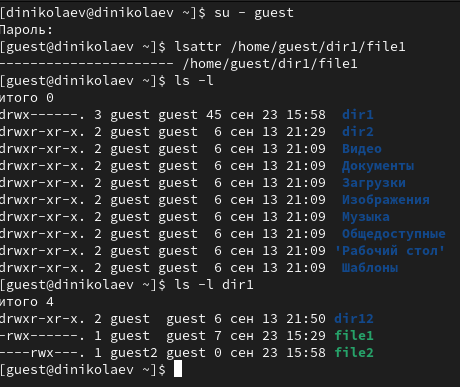 [dinikolaev@dinikolaev ~]$ su - guest
Пароль:
[guest@dinikolaev ~]$ lsattr /home/guest/dir1/file1
---------------------- /home/guest/dir1/file1
[guest@dinikolaev ~]$ ls -l
итого 0
drwx------. 3 guest guest 45 сен 23 15:58  dir1
drwxr-xr-x. 2 guest guest  6 сен 13 21:29  dir2
drwxr-xr-x. 2 guest guest  6 сен 13 21:09  Видео
drwxr-xr-x. 2 guest guest  6 сен 13 21:09  Документы
drwxr-xr-x. 2 guest guest  6 сен 13 21:09  Загрузки
drwxr-xr-x. 2 guest guest  6 сен 13 21:09  Изображения
drwxr-xr-x. 2 guest guest  6 сен 13 21:09  Музыка
drwxr-xr-x. 2 guest guest  6 сен 13 21:09  Общедоступные
drwxr-xr-x. 2 guest guest  6 сен 13 21:09 'Рабочий стол'
drwxr-xr-x. 2 guest guest  6 сен 13 21:09  Шаблоны
[guest@dinikolaev ~]$ ls -l dir1
итого 4
drwxr-xr-x. 2 guest  guest 6 сен 13 21:50 dir12
-rwx------. 1 guest  guest 7 сен 23 15:29 file1
----rwx---. 1 guest2 guest 0 сен 23 15:58 file2
[guest@dinikolaev ~]$